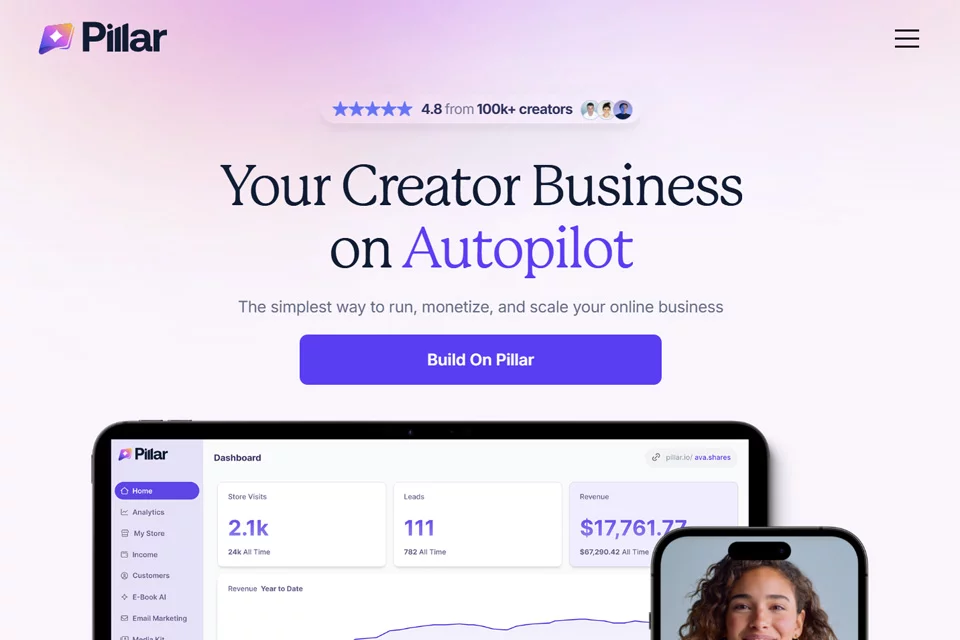 Pillar
4.8 from 100k+ creators
Your Creator Business
on Autopilot
The simplest way to run, monetize, and scale your online business
Build On Pillar
Pillar
Dashboard
pillar.io/ ava.shares
Home
Analytics
My Store
Income
Customers
E-Book AI
Email Marketing
Media Kit
Store Visits
2.1k
24k All Time
Leads
111
782 All Time
Revenue
$17,761.77
$67,290.42 All Time
Revenue Year to Date